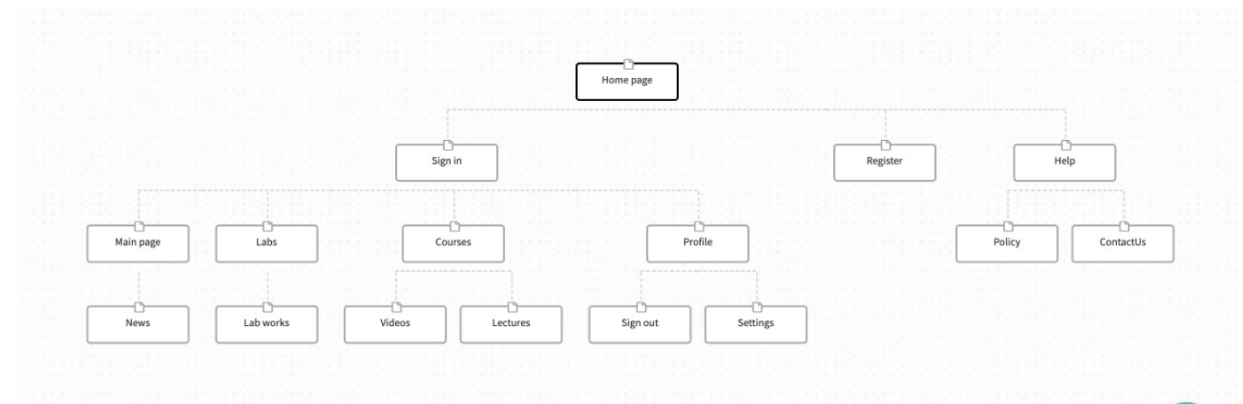 Home page
Sign in
Register
Help
Main page
Labs
Courses
Profile
Policy
ContactUs
News
Lab works
Videos
Lectures
Sign out
Settings